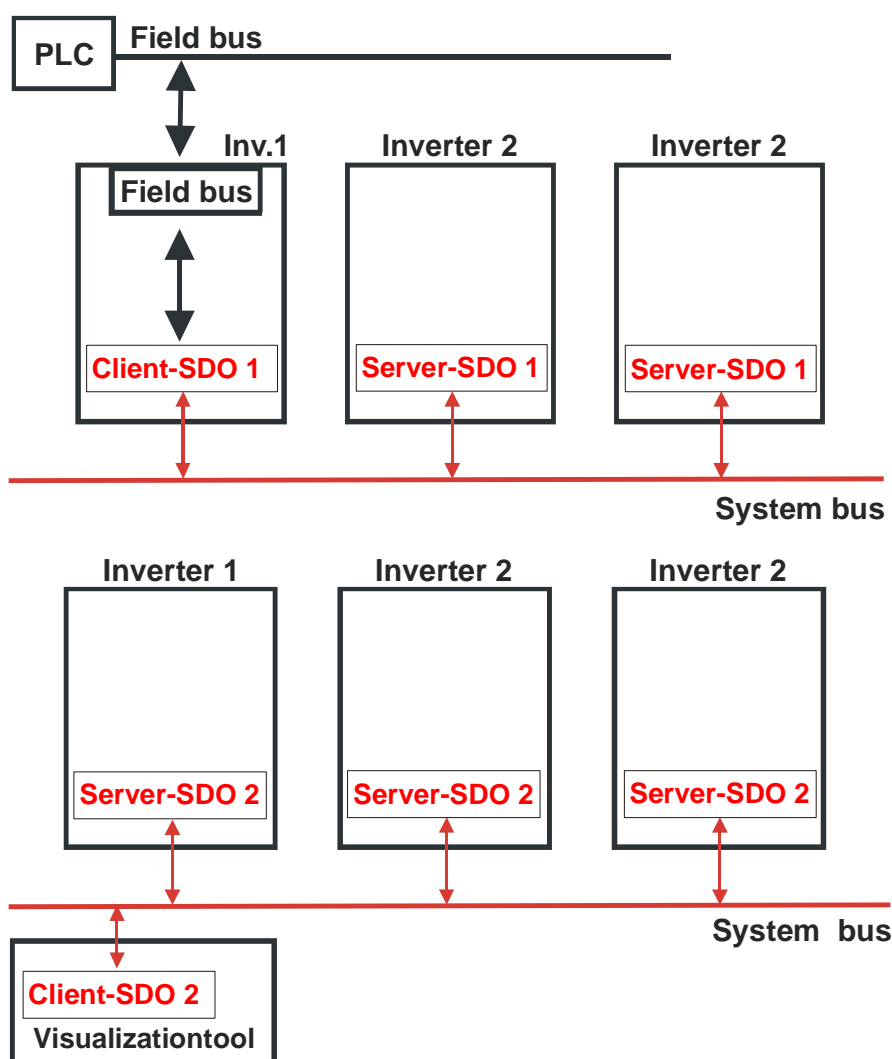 Field bus
PLC
Inv.1
Inverter 2
Inverter 2
Field bus
Client-SDO 1
Server-SDO 1
Server-SDO 1
System bus
Inverter 1
Inverter 2
Inverter 2
Server-SDO 2
Server-SDO 2
Server-SDO 2
System bus
Client-SDO 2
Visualizationtool